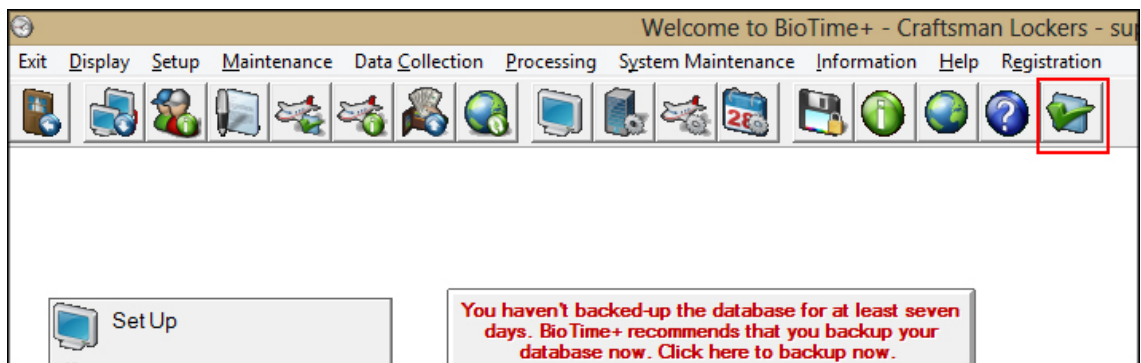 Welcome to BioTime+ - Craftsman Lockers - sup
Exit Display Setup Maintenance Data Collection Processing System Maintenance Information Help Registration
28
Set Up
You haven't backed-up the database for at least seven
days. BioTime+ recommends that you backup your
database now. Click here to backup now.